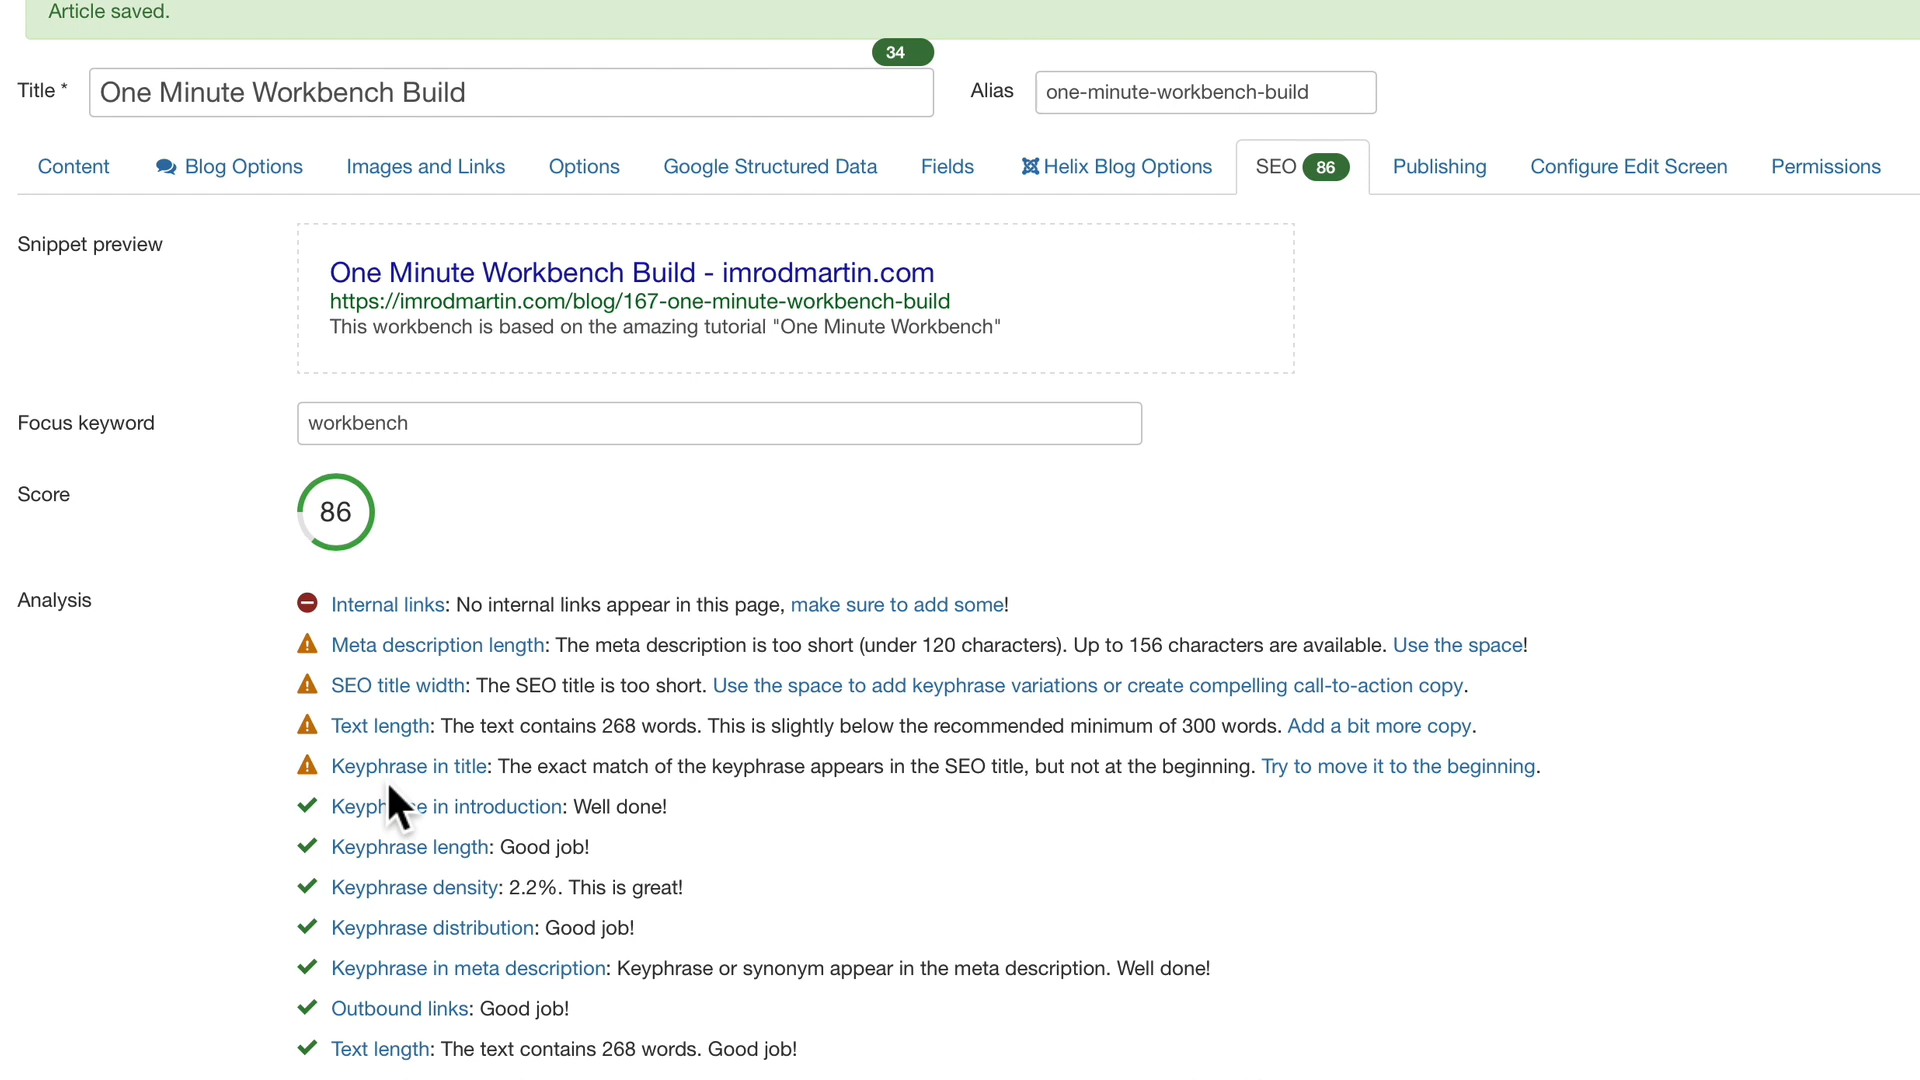 Article saved.
34
Title * One Minute Workbench Build Alias one-minute-workbench-build
Content Blog Options Images and Links Options Google Structured Data Fields Helix Blog Options SEO 86 Publishing Configure Edit Screen Permissions
Snippet preview
One Minute Workbench Build - imrodmartin.com
https://imrodmartin.com/blog/167-one-minute-workbench-build
This workbench is based on the amazing tutorial "One Minute Workbench"
Focus keyword workbench
Score 86
Analysis
Internal links: No internal links appear in this page, make sure to add some!
Meta description length: The meta description is too short (under 120 characters). Up to 156 characters are available. Use the space!
SEO title width: The SEO title is too short. Use the space to add keyphrase variations or create compelling call-to-action copy.
Text length: The text contains 268 words. This is slightly below the recommended minimum of 300 words. Add a bit more copy.
Keyphrase in title: The exact match of the keyphrase appears in the SEO title, but not at the beginning. Try to move it to the beginning.
Keyphrase in introduction: Well done!
Keyphrase length: Good job!
Keyphrase density: 2.2%. This is great!
Keyphrase distribution: Good job!
Keyphrase in meta description: Keyphrase or synonym appear in the meta description. Well done!
Outbound links: Good job!
Text length: The text contains 268 words. Good job!